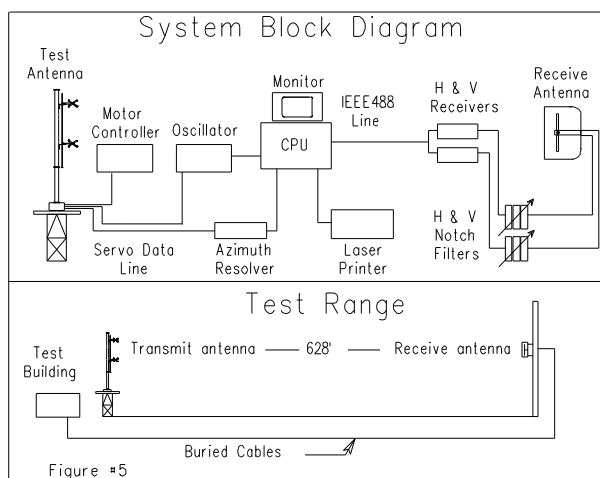 System Block Diagram
Test
Antenna
Motor
Controller
Oscillator
Monitor
CPU
IEEE488
Line
H & V
Receivers
Receive
Antenna
Servo Data
Line
Azimuth
Resolver
Laser
Printer
H & V
Notch
Filters
Test Range
Test
Building
Transmit antenna
628'
Receive antenna
Buried Cables
Figure #5